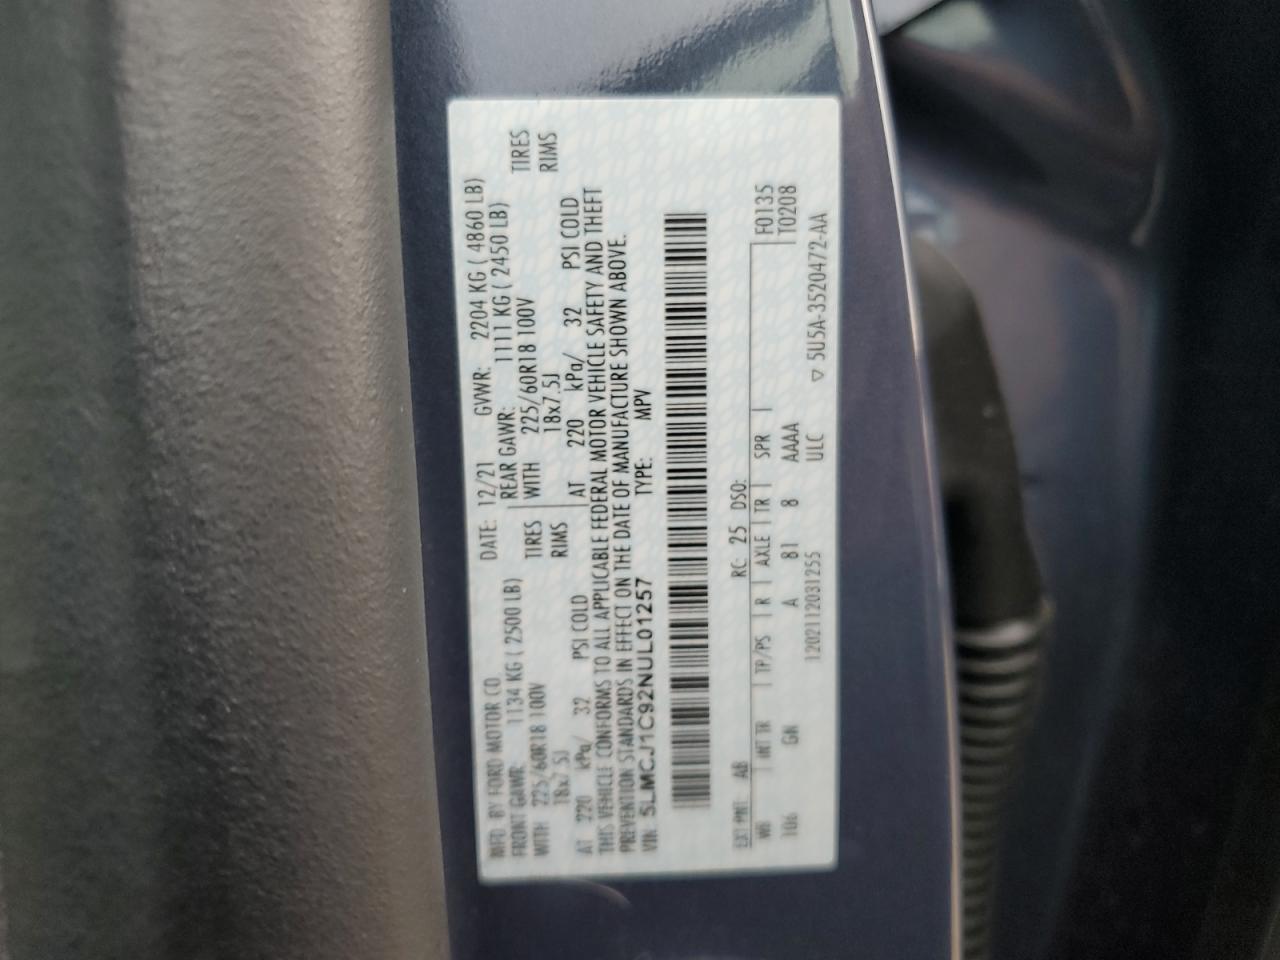 MFD BY FORD MOTOR CO DATE: 12/21 GVWR: 2204 KG ( 4860 LB)
FRONT GAWR: 1134 KG ( 2500 LB) REAR GAWR: 1111 KG ( 2450 LB)
WITH 225/60R18 100V TIRES WITH 225/60R18 100V TIRES
18x7.5J RIMS 18x7.5J RIMS
AT 220 kPa/ 32 PSI COLD AT 220 kPa/ 32 PSI COLD
THIS VEHICLE CONFORMS TO ALL APPLICABLE FEDERAL MOTOR VEHICLE SAFETY AND THEFT
PREVENTION STANDARDS IN EFFECT ON THE DATE OF MANUFACTURE SHOWN ABOVE.
VIN: 5LMCJ1C92NUL01257 TYPE: MPV
EXT PNT: AB RC: 25 DSO:
WB INT TR TP/PS R AXLE TR SPR F0135
106 GN A 81 8 AAAA T0208
1202112031255 ULC ▽ 5U5A-3520472-AA